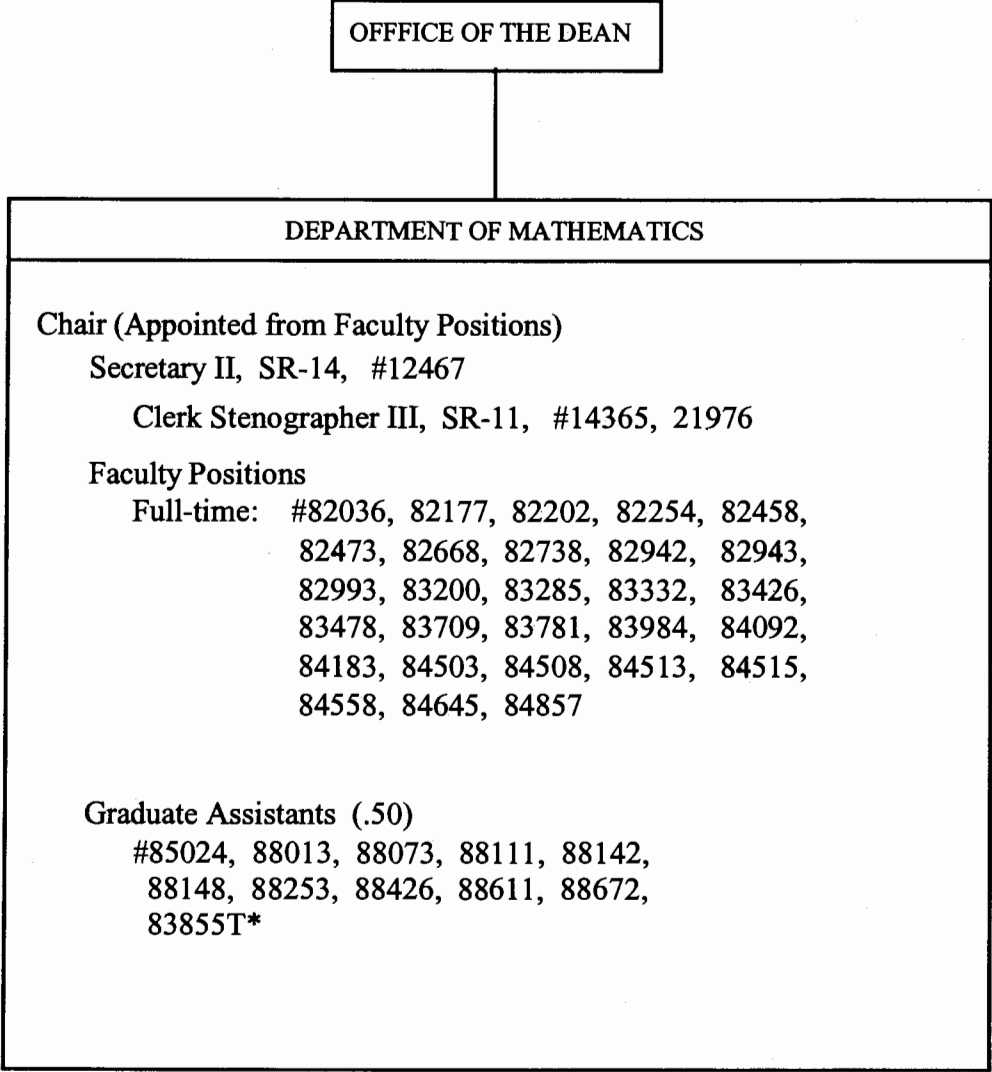 OFFFICE OF THE DEAN
DEPARTMENT OF MATHEMATICS
Chair (Appointed from Faculty Positions)
Secretary II, SR-14, #12467
Clerk Stenographer III, SR-11, #14365, 21976
Faculty Positions
Full-time: #82036, 82177, 82202, 82254, 82458,
82473, 82668, 82738, 82942, 82943,
82993, 83200, 83285, 83332, 83426,
83478, 83709, 83781, 83984, 84092,
84183, 84503, 84508, 84513, 84515,
84558, 84645, 84857
Graduate Assistants (.50)
#85024, 88013, 88073, 88111, 88142,
88148, 88253, 88426, 88611, 88672,
83855T*